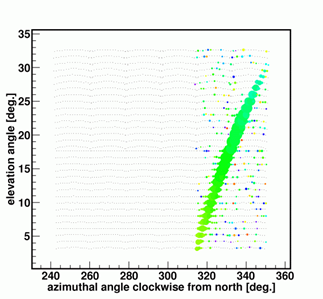 35
30
25
20
15
10
5
240 260 280 300 320 340 360
elevation angle [deg.]
azimuthal angle clockwise from north [deg.]